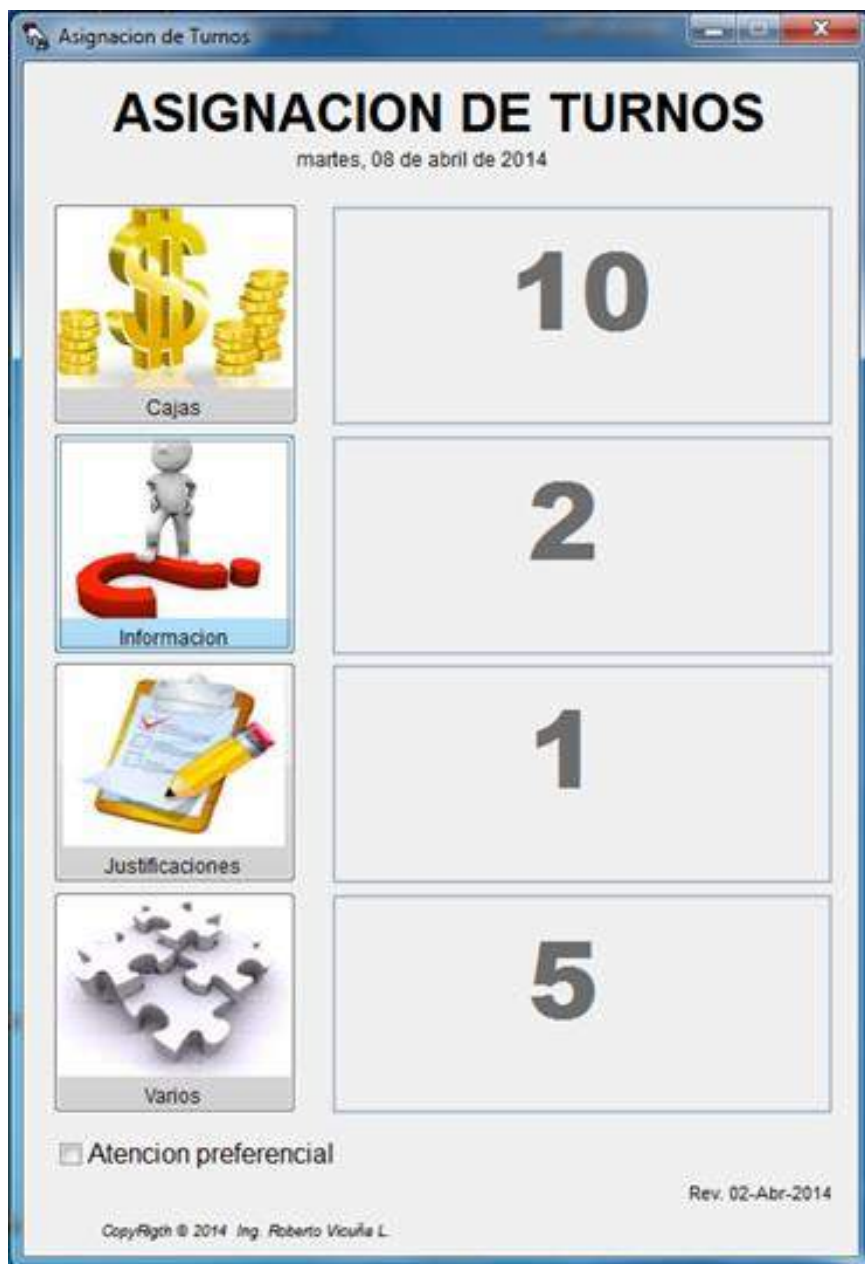 Asignacion de Turnos
ASIGNACION DE TURNOS
martes, 08 de abril de 2014
Cajas
10
Informacion
2
Justificaciones
1
Varios
5
Atencion preferencial
Rev. 02-Abr-2014
CopyRigth © 2014 Ing. Roberto Vicuña L.